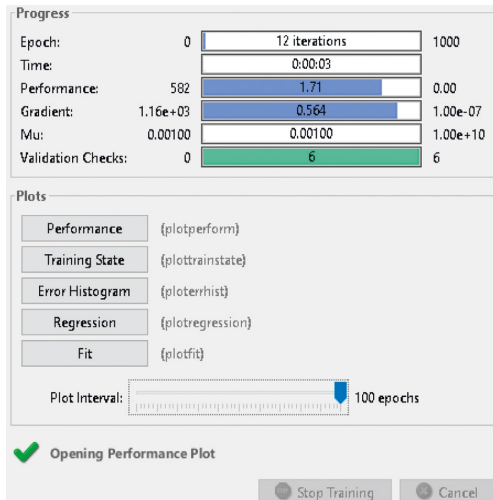 Progress
Epoch: 0 12 iterations 1000
Time: 0:00:03
Performance: 582 1.71 0.00
Gradient: 1.16e+03 0.564 1.00e-07
Mu: 0.00100 0.00100 1.00e+10
Validation Checks: 0 6 6
Plots
Performance (plotperform)
Training State (plottrainstate)
Error Histogram (ploterrhist)
Regression (plotregression)
Fit (plotfit)
Plot Interval: 100 epochs
Opening Performance Plot
Stop Training Cancel